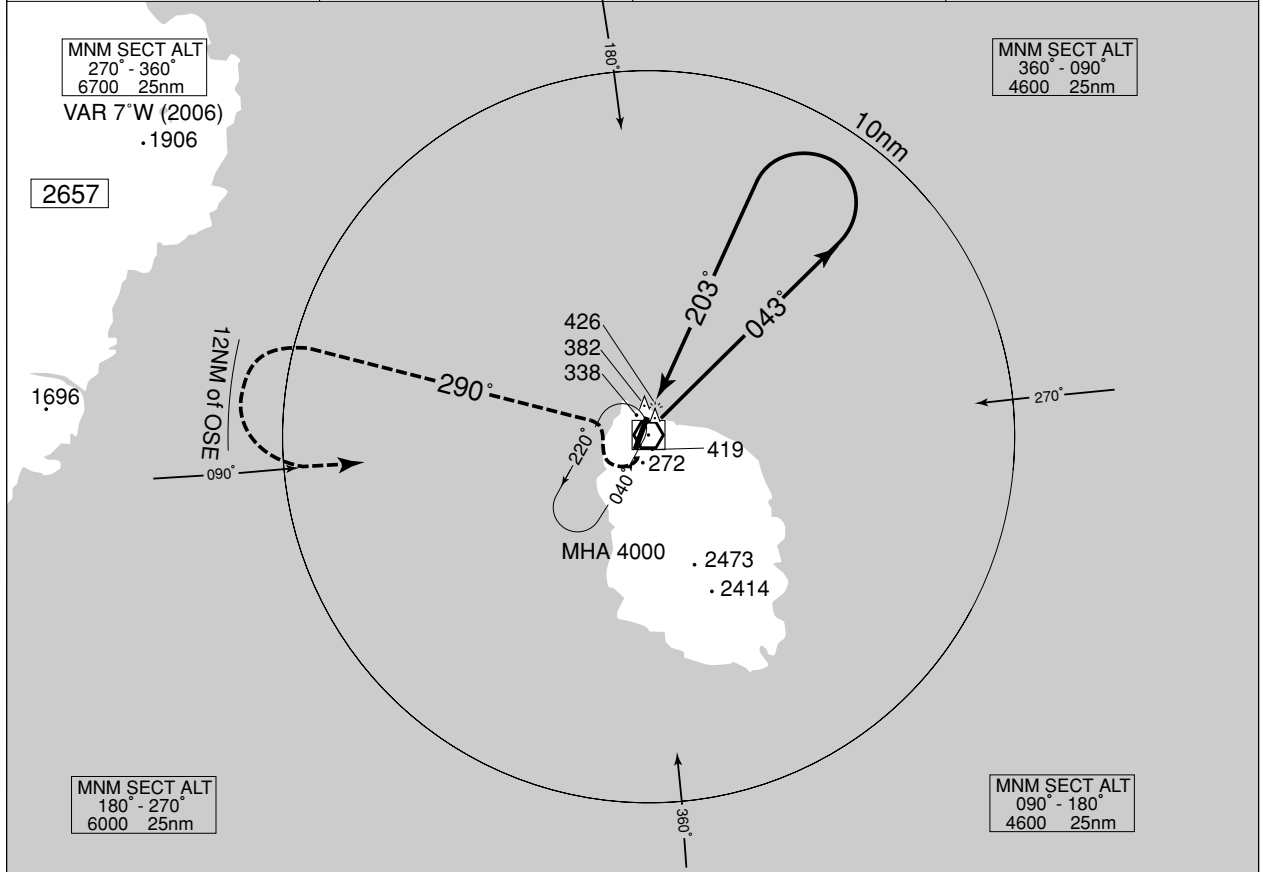 MNM SECT ALT
270° - 360°
6700 25nm
VAR 7°W (2006)
1906
2657
180°
MNM SECT ALT
360° - 090°
4600 25nm
10nm
203°
043°
426
382
338
12NM of OSE
290°
270°
1696
090°
220°
040°
419
272
MHA 4000
2473
2414
MNM SECT ALT
180° - 270°
6000 25nm
360°
MNM SECT ALT
090° - 180°
4600 25nm